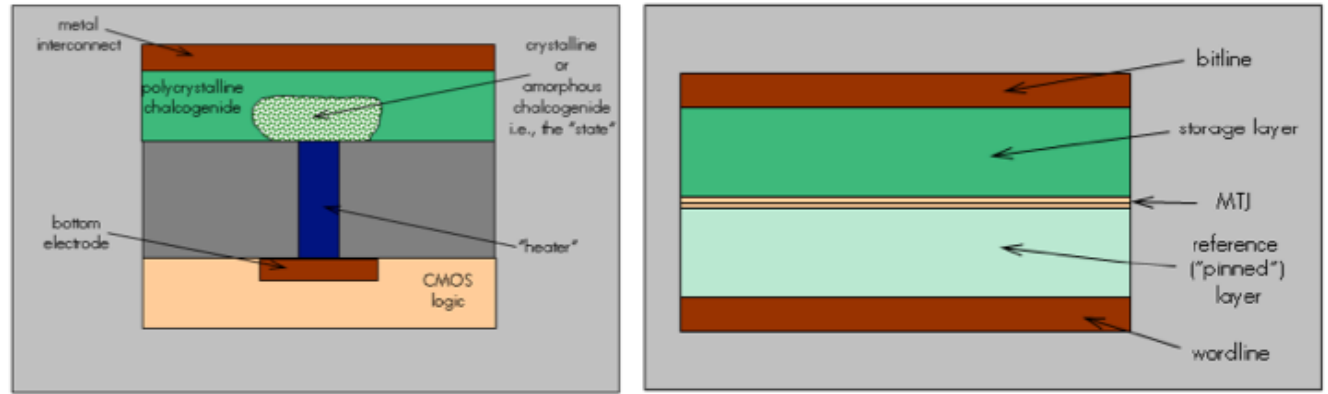 metal
interconnect
polycrystalline
chalcogenide
crystalline
or
amorphous
chalcogenide
i.e., the "state"
bottom
electrode
"heater"
CMOS
logic
bitline
storage layer
MTJ
reference
("pinned")
layer
wordline